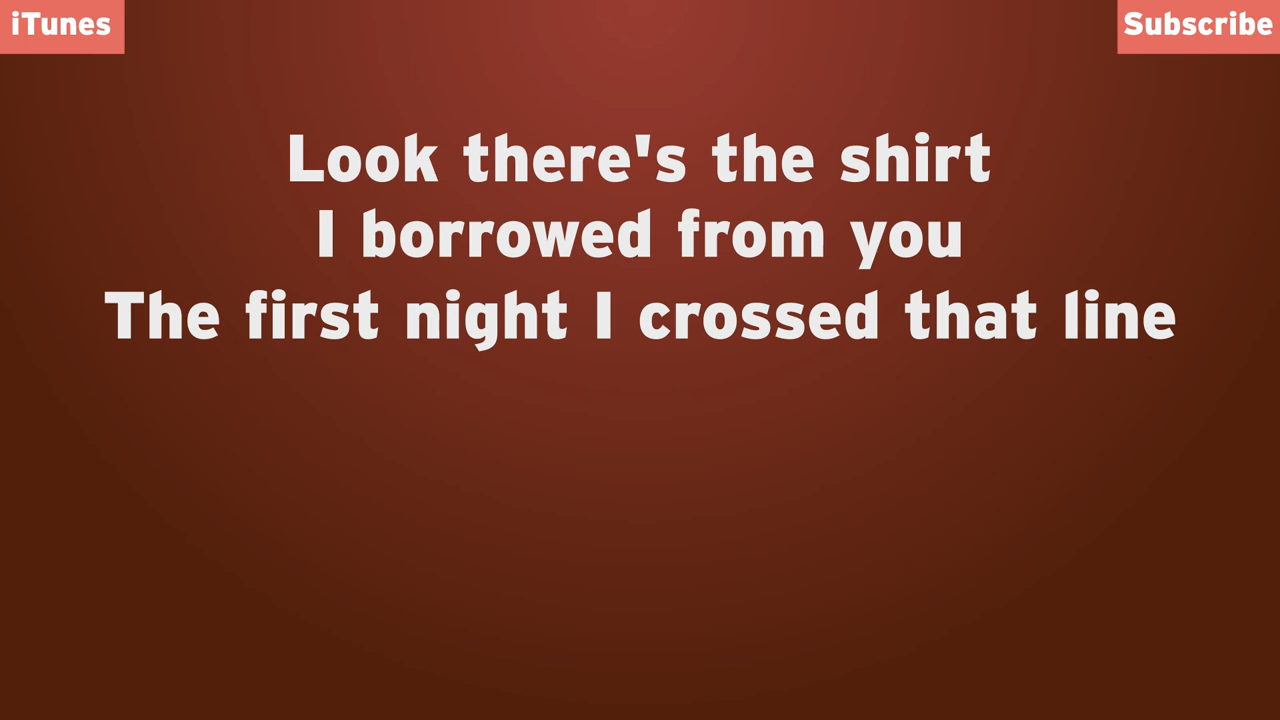 iTunes
Subscribe
Look there's the shirt
I borrowed from you
The first night I crossed that line